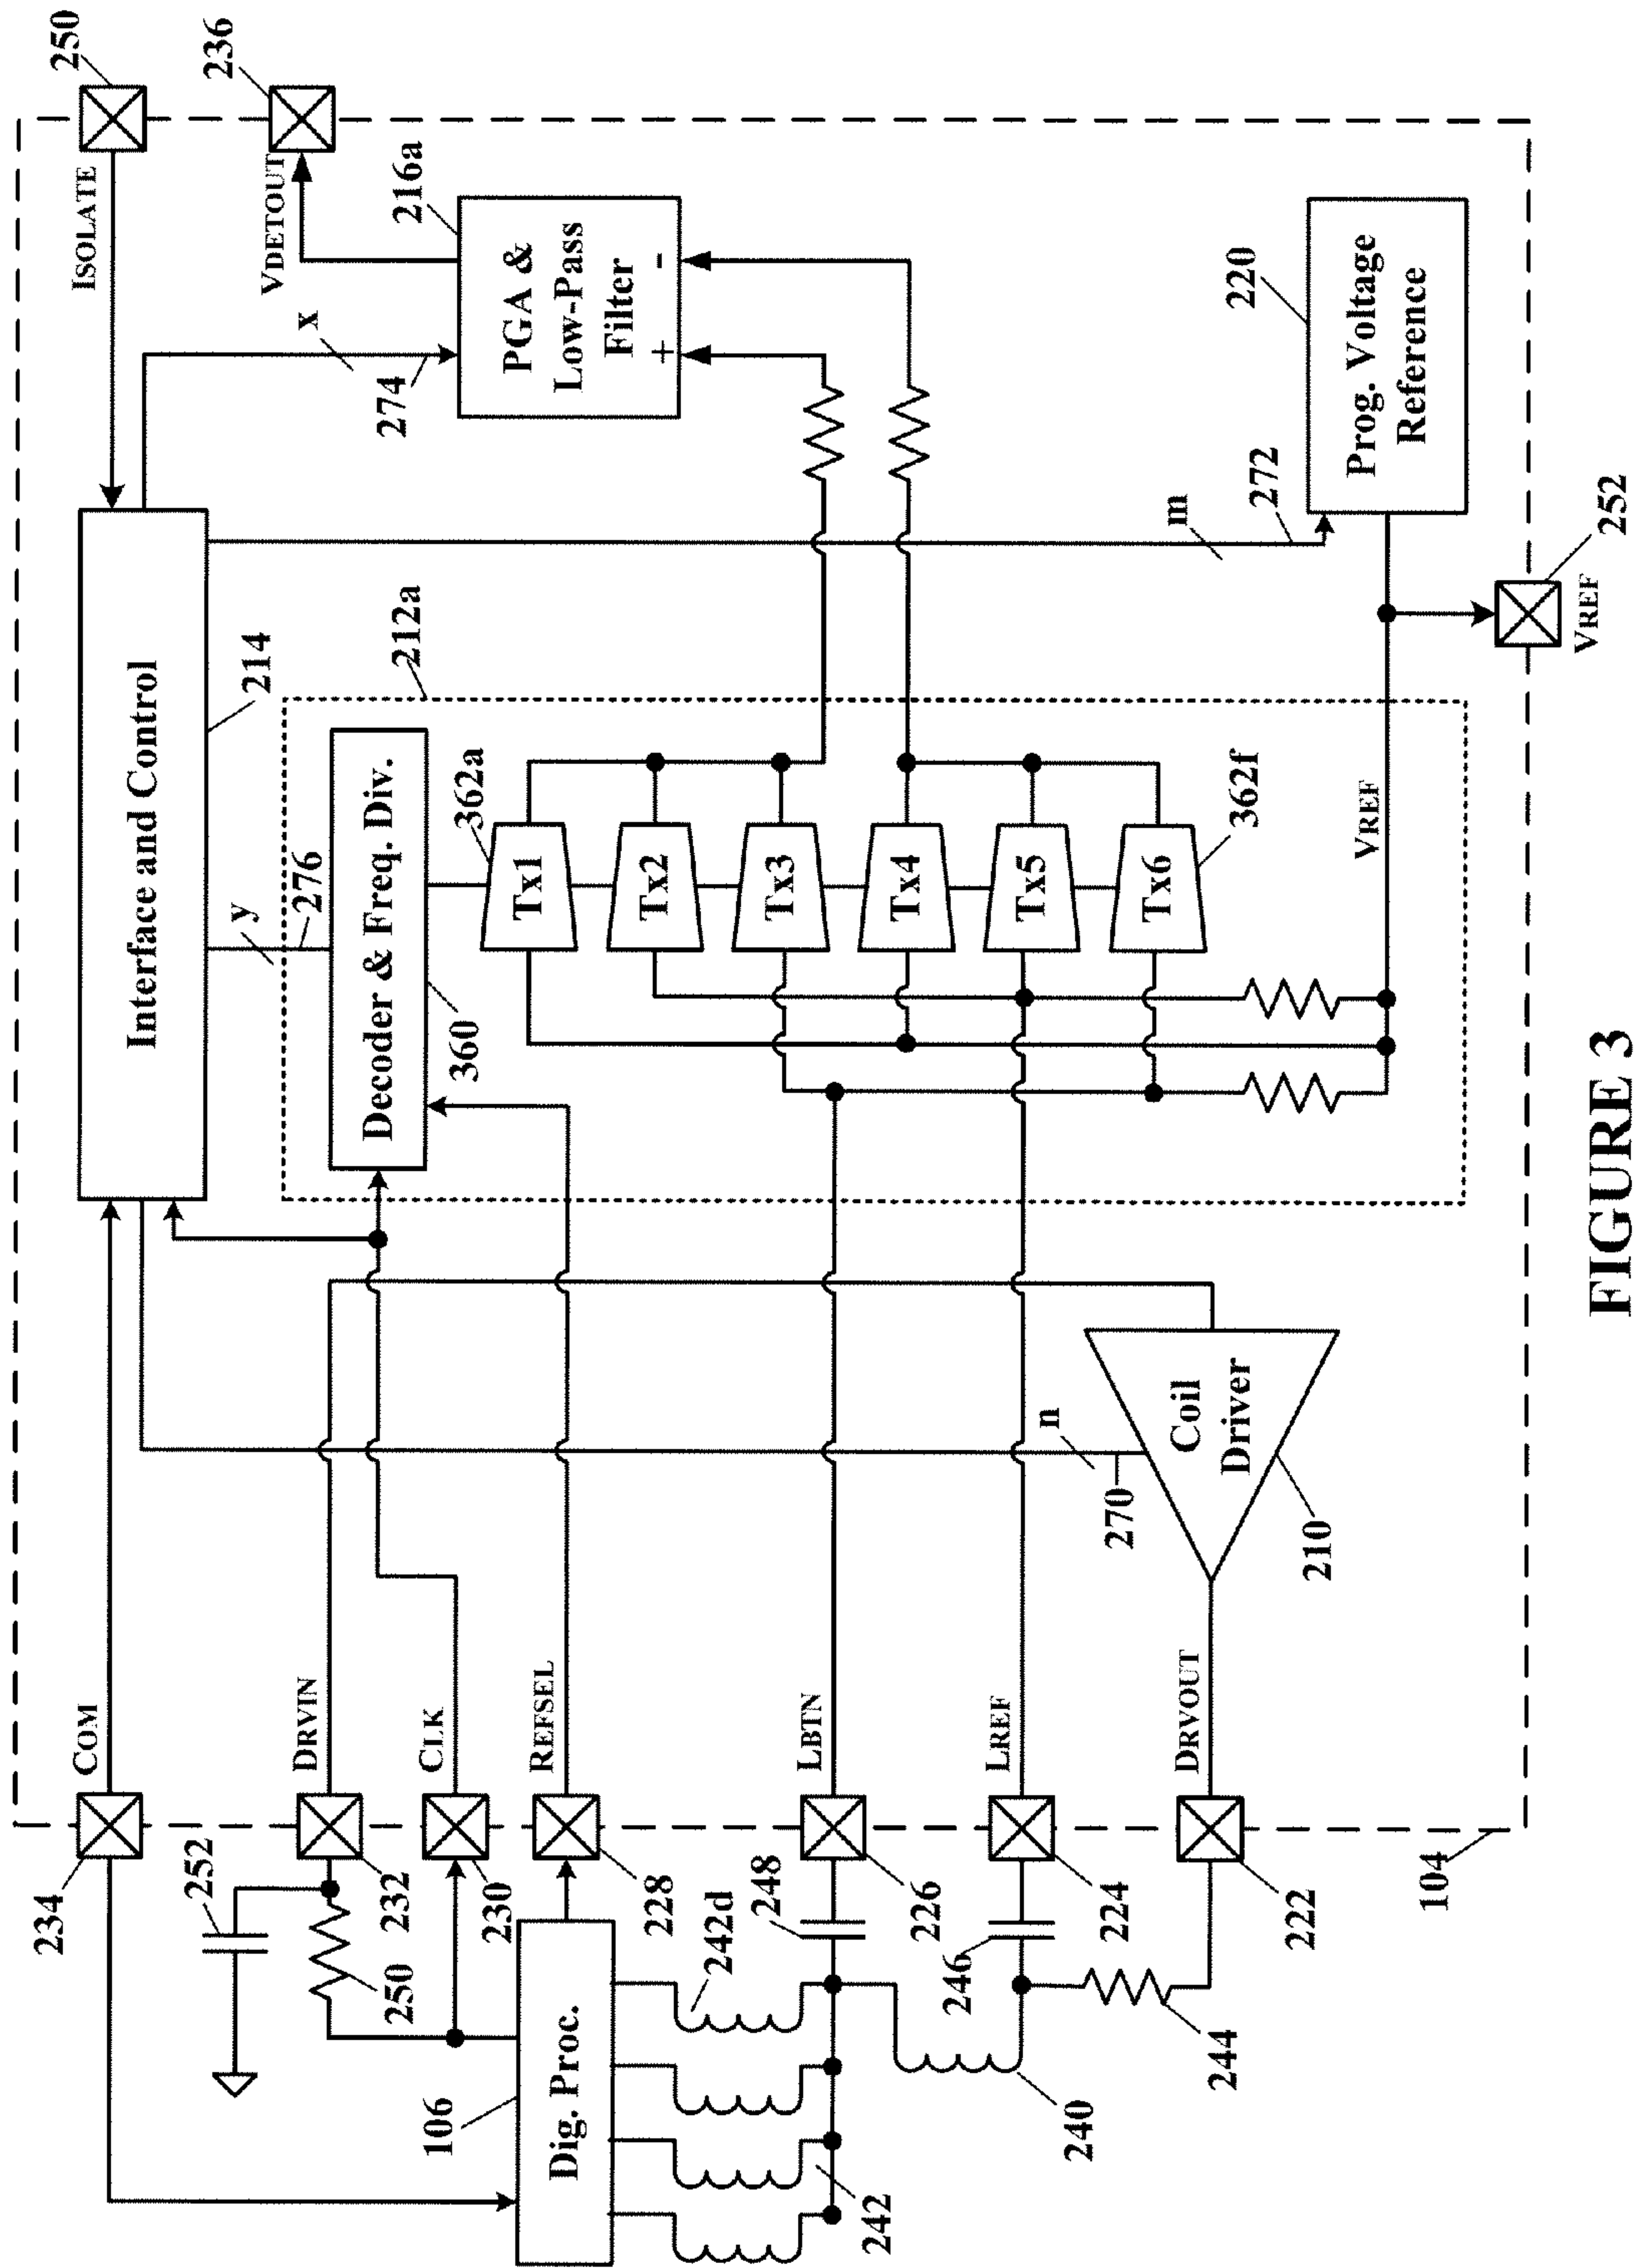 250
ISOLATE
236
VDETOUT
216a
PGA &
Low-Pass
Filter
+
-
x
274
Interface and Control
214
220
Prog. Voltage
Reference
m
272
252
VREF
VREF
212a
y
276
Decoder & Freq. Div.
360
362a
Tx1
Tx2
Tx3
Tx4
Tx5
Tx6
362f
n
270
Coil
Driver
210
COM
DRVIN
CLK
REFSEL
LBTN
LREF
DRVOUT
234
252
232
250
230
228
242d
248
226
246
224
222
104
106
Dig. Proc.
242
240
244
FIGURE 3